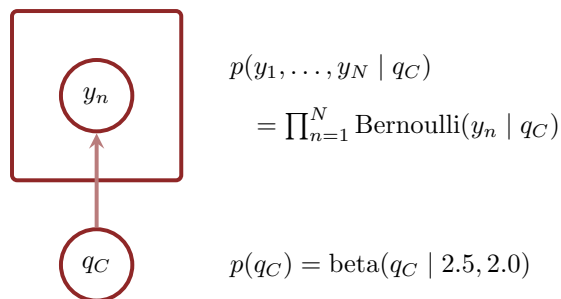 y_n
p(y_1, . . . , y_N | q_C)
= ∏_{n=1}^{N} Bernoulli(y_n | q_C)
q_C
p(q_C) = beta(q_C | 2.5, 2.0)